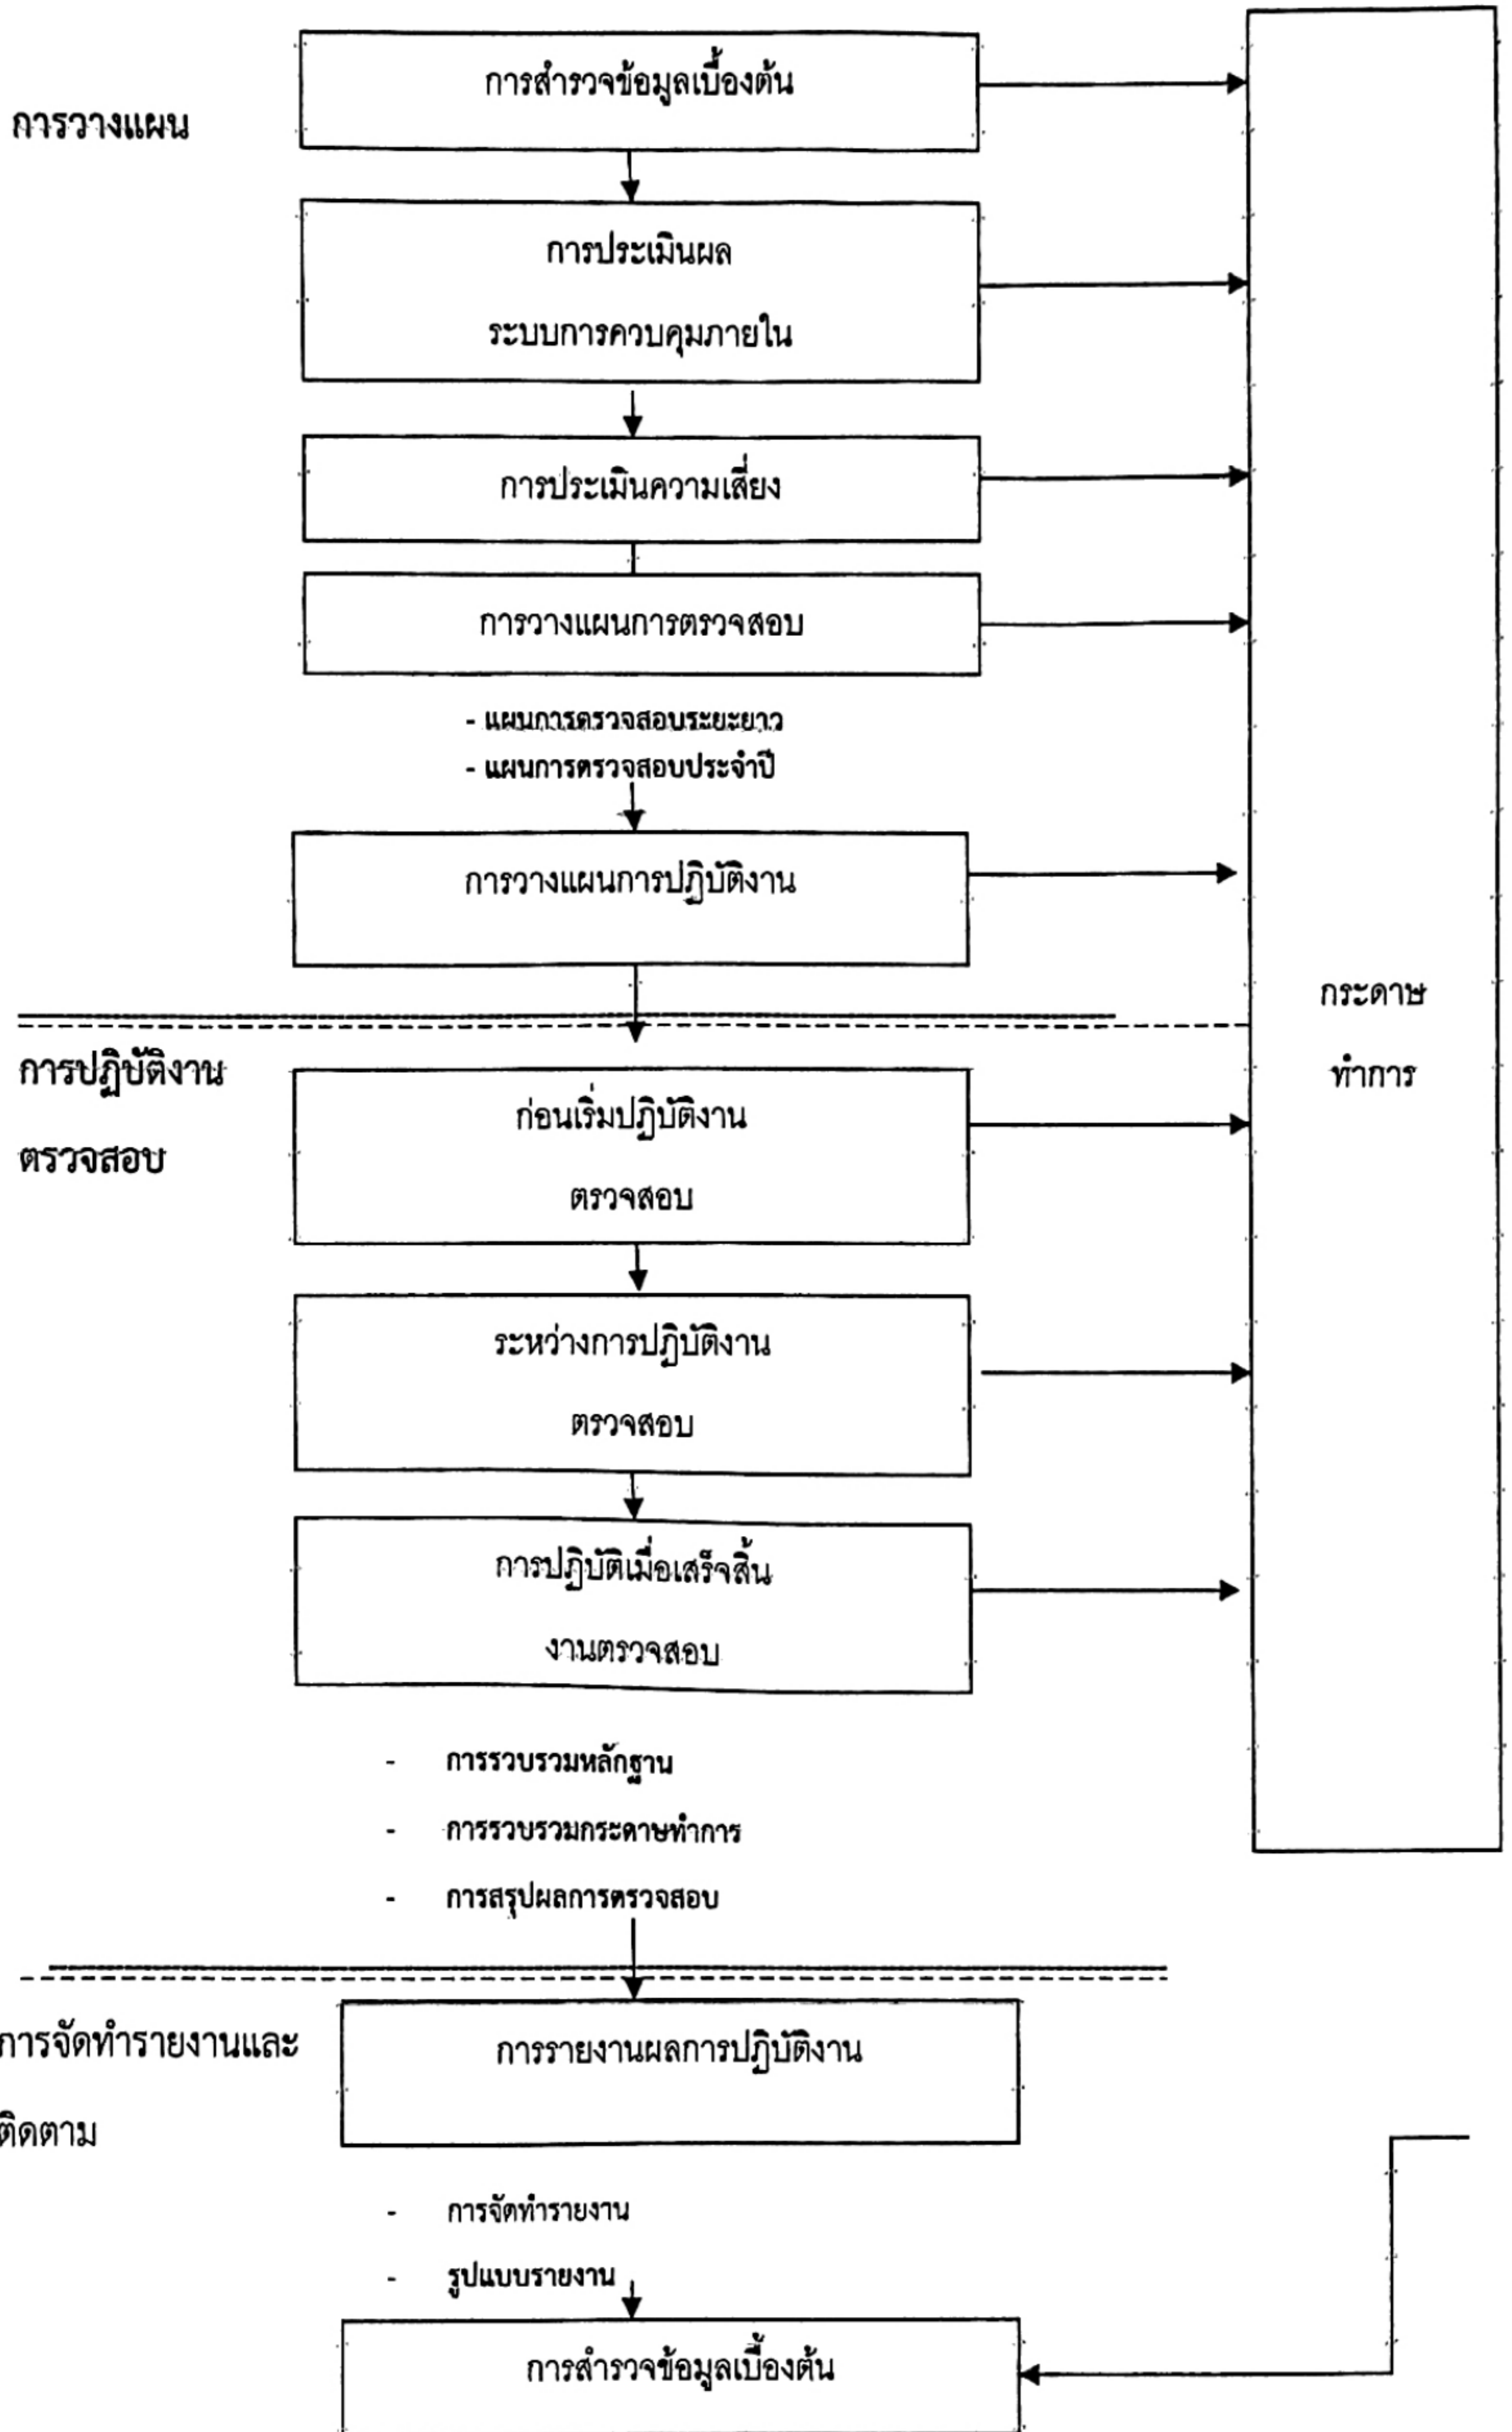 การวางแผน
การสำรวจข้อมูลเบื้องต้น
การประเมินผล
ระบบการควบคุมภายใน
การประเมินความเสี่ยง
การวางแผนการตรวจสอบ
- แผนการตรวจสอบระยะยาว
- แผนการตรวจสอบประจำปี
การวางแผนการปฏิบัติงาน
กระดาษ
ทำการ
การปฏิบัติงาน
ตรวจสอบ
ก่อนเริ่มปฏิบัติงาน
ตรวจสอบ
ระหว่างการปฏิบัติงาน
ตรวจสอบ
การปฏิบัติเมื่อเสร็จสิ้น
งานตรวจสอบ
- การรวบรวมหลักฐาน
- การรวบรวมกระดาษทำการ
- การสรุปผลการตรวจสอบ
การจัดทำรายงานและ
ติดตาม
การรายงานผลการปฏิบัติงาน
- การจัดทำรายงาน
- รูปแบบรายงาน
การสำรวจข้อมูลเบื้องต้น